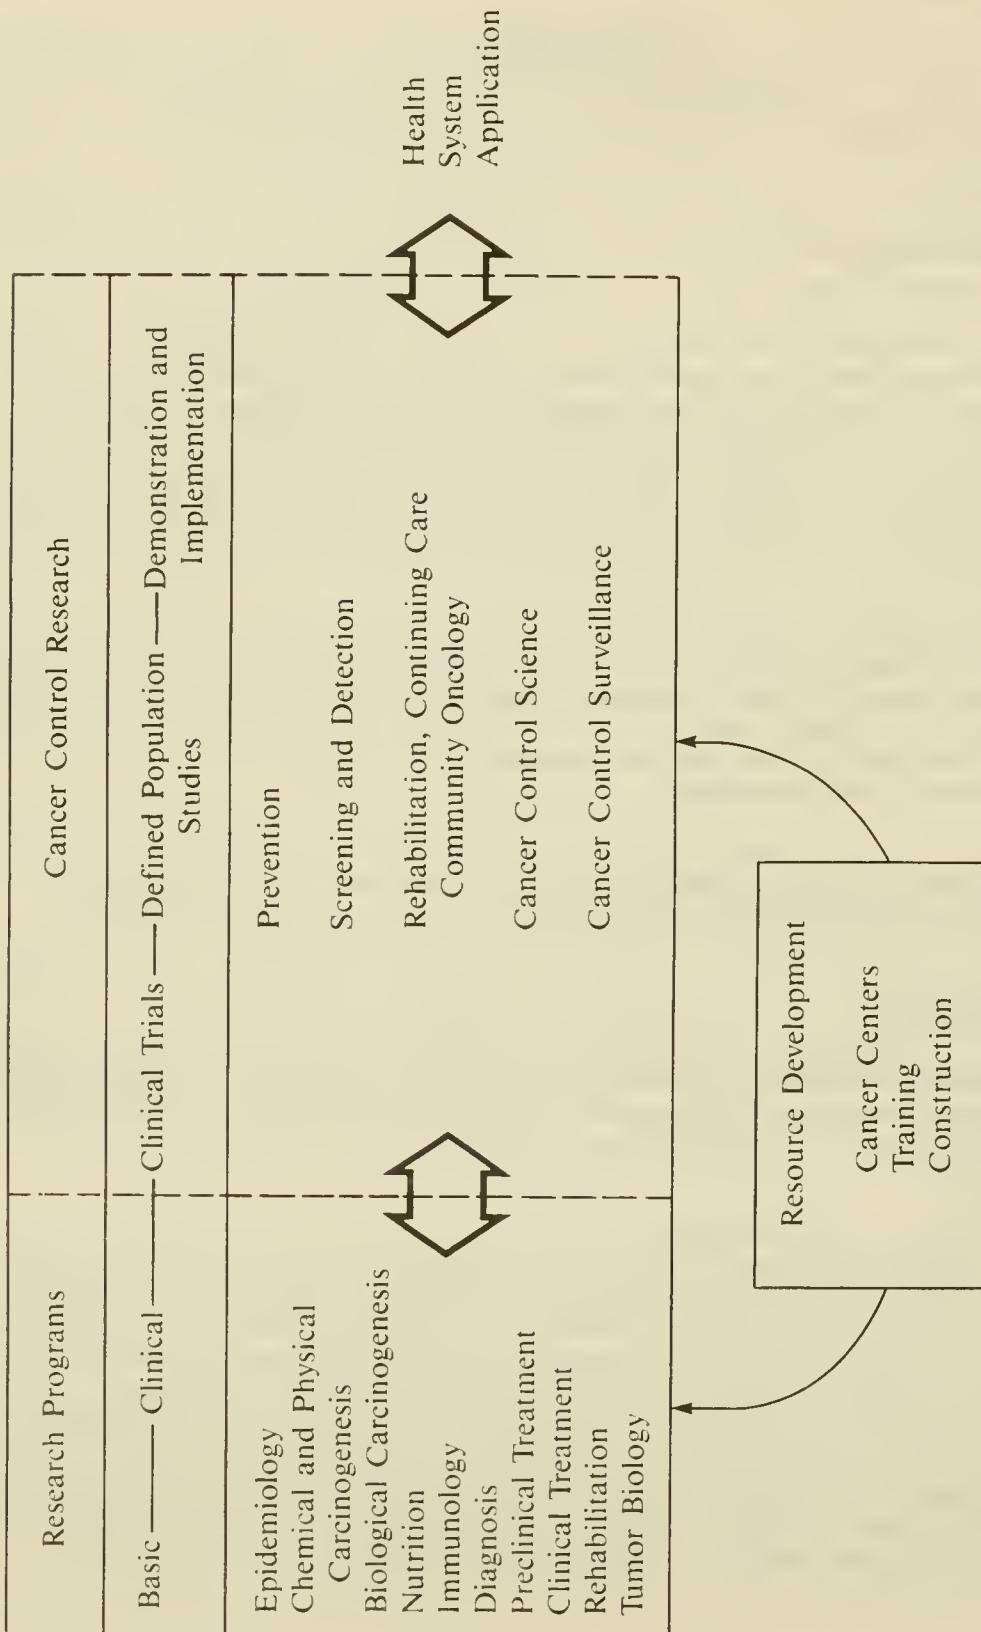 Research Programs
Cancer Control Research
Basic — Clinical — Clinical Trials — Defined Population — Demonstration and
Studies
Implementation
Epidemiology
Chemical and Physical
Carcinogenesis
Biological Carcinogenesis
Nutrition
Immunology
Diagnosis
Preclinical Treatment
Clinical Treatment
Rehabilitation
Tumor Biology
Prevention
Screening and Detection
Rehabilitation, Continuing Care
Community Oncology
Cancer Control Science
Cancer Control Surveillance
Health
System
Application
Resource Development
Cancer Centers
Training
Construction